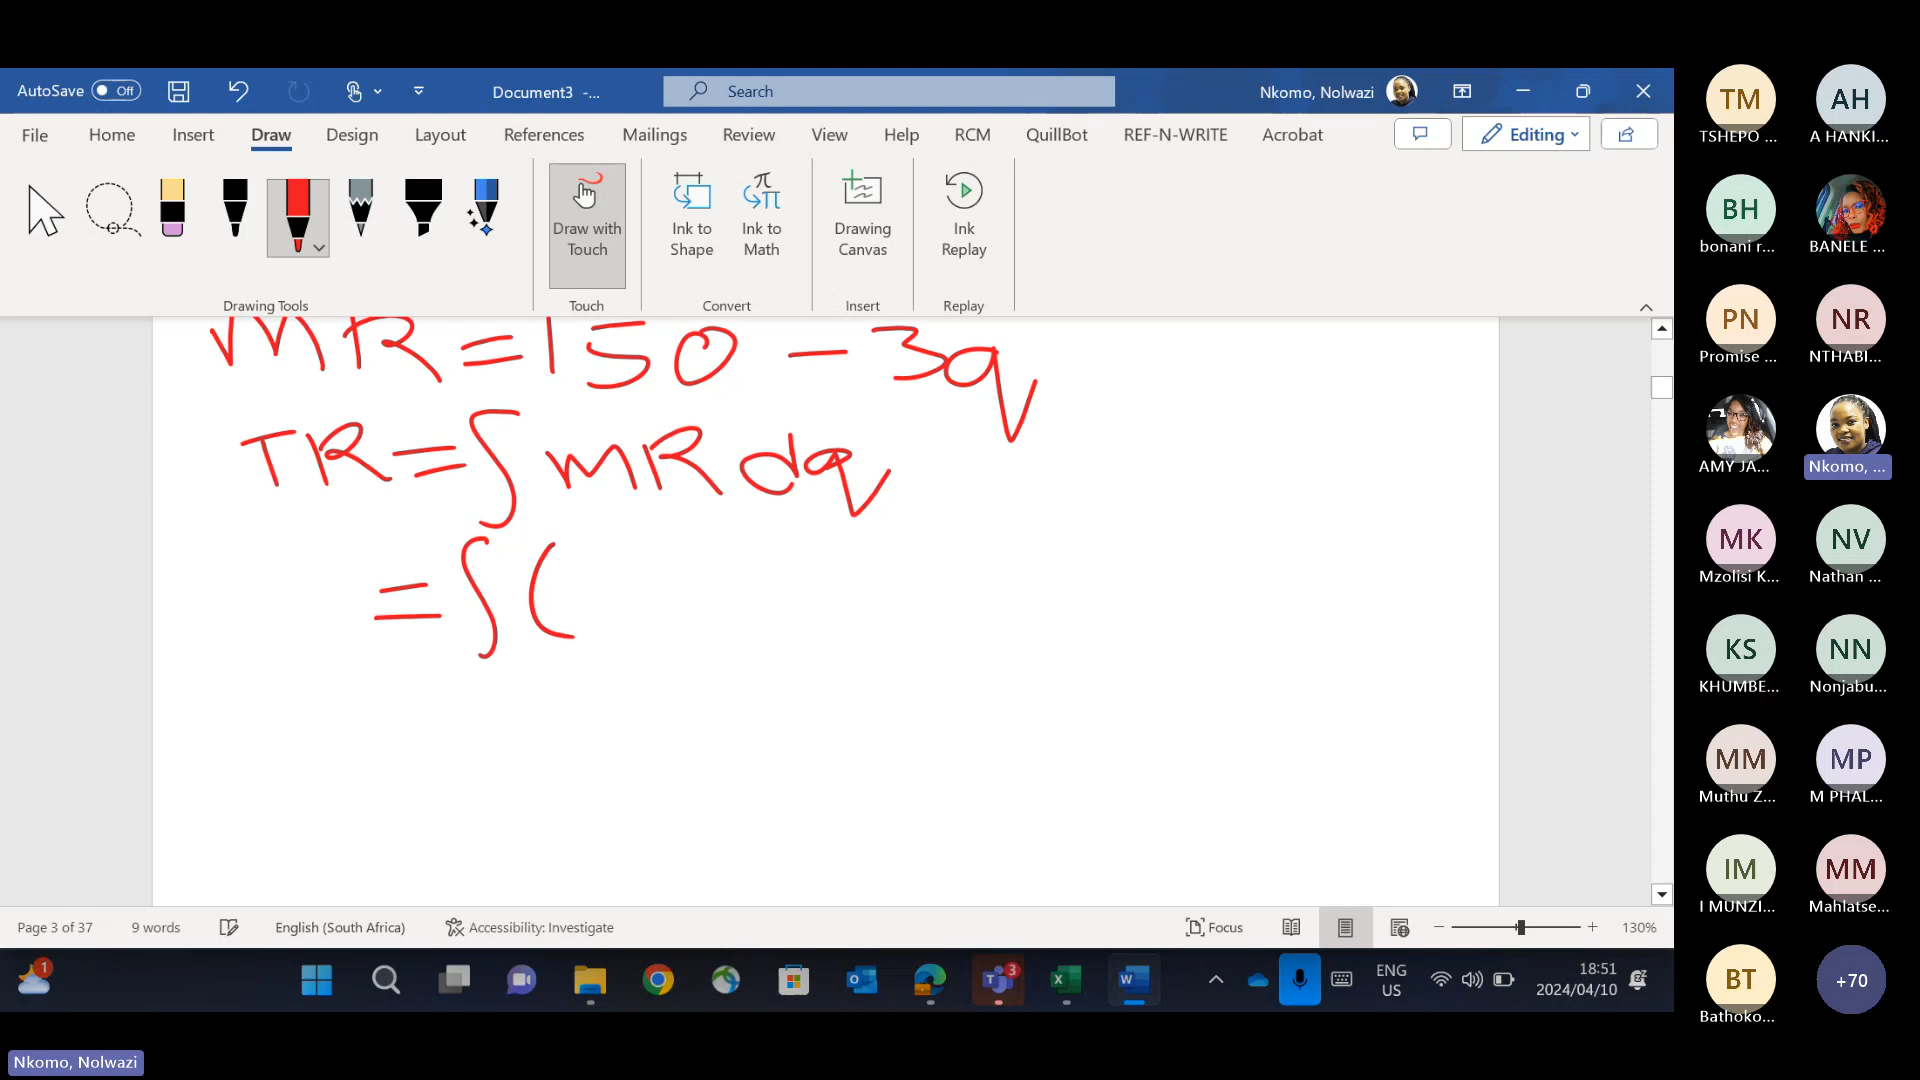 AutoSave Off
Document3 -...
Search
Nkomo, Nolwazi
File Home Insert Draw Design Layout References Mailings Review View Help RCM QuillBot REF-N-WRITE Acrobat
Editing
Draw with Touch
Ink to Shape
Ink to Math
Drawing Canvas
Ink Replay
Drawing Tools
Touch
Convert
Insert
Replay
MR = 150 - 3q
TR = ∫ MR dq
= ∫ (
Page 3 of 37
9 words
English (South Africa)
Accessibility: Investigate
Focus
130%
1
3
ENG
US
18:51
2024/04/10
Nkomo, Nolwazi
TM
TSHEPO ...
AH
A HANKI...
BH
bonani r...
BANELE ...
PN
Promise ...
NR
NTHABI...
AMY JA...
Nkomo, ...
MK
Mzolisi K...
NV
Nathan ...
KS
KHUMBE...
NN
Nonjabu...
MM
Muthu Z...
MP
M PHAL...
IM
I MUNZI...
MM
Mahlatse...
BT
Bathoko...
+70